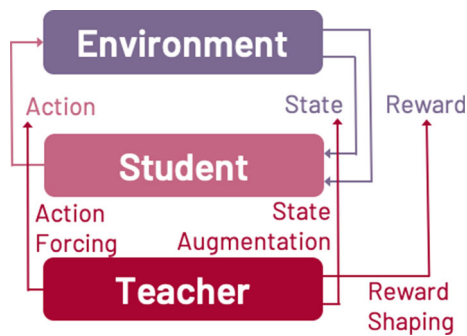 Environment
Action
State
Reward
Student
Action
Forcing
State
Augmentation
Teacher
Reward
Shaping